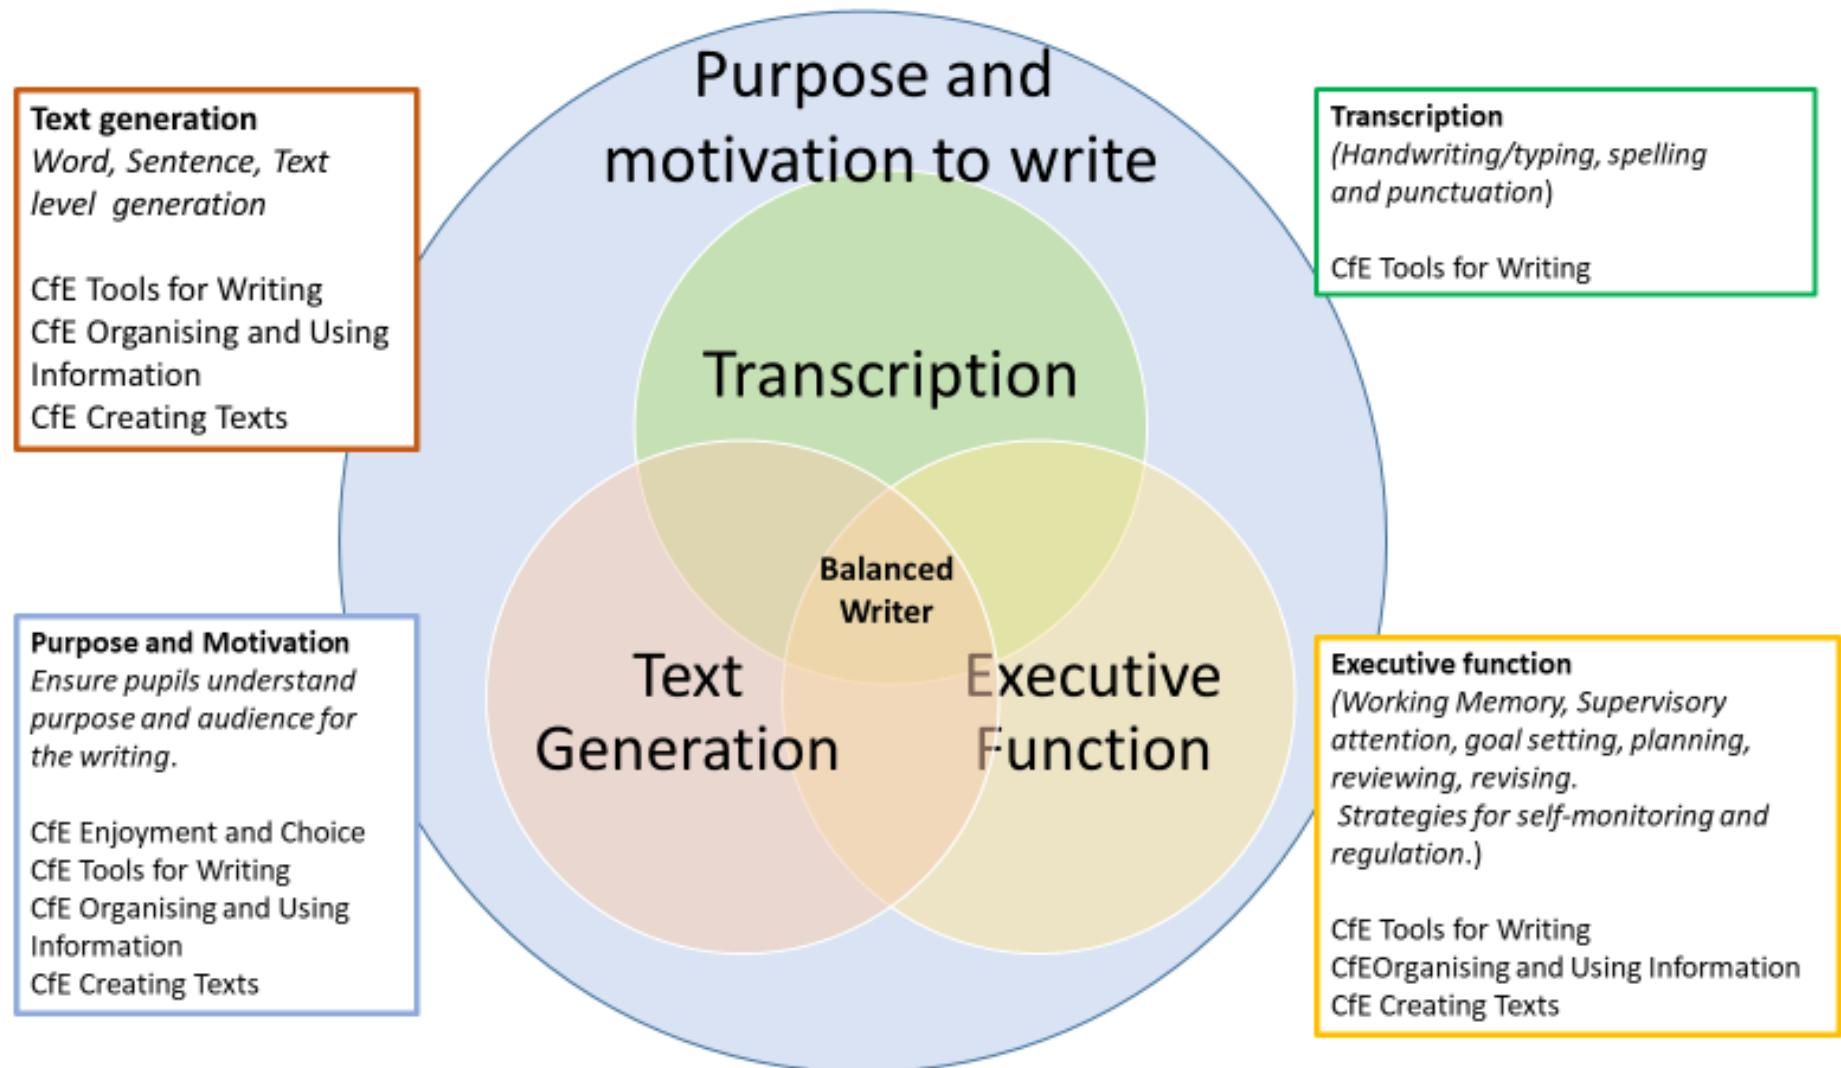 Purpose and
motivation to write
Text generation
Word, Sentence, Text
level  generation
CfE Tools for Writing
CfE Organising and Using
Information
CfE Creating Texts
Transcription
(Handwriting/typing, spelling
and punctuation)
CfE Tools for Writing
Transcription
Balanced
Writer
Text
Generation
Executive
Function
Purpose and Motivation
Ensure pupils understand
purpose and audience for
the writing.
CfE Enjoyment and Choice
CfE Tools for Writing
CfE Organising and Using
Information
CfE Creating Texts
Executive function
(Working Memory, Supervisory
attention, goal setting, planning,
reviewing, revising.
Strategies for self-monitoring and
regulation.)
CfE Tools for Writing
CfEOrganising and Using Information
CfE Creating Texts